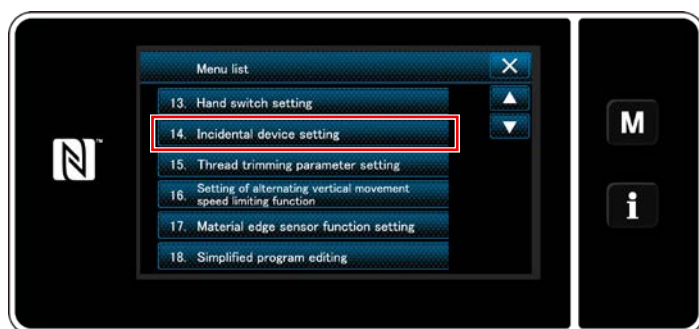 Menu list
13. Hand switch setting
14. Incidental device setting
15. Thread trimming parameter setting
16. Setting of alternating vertical movement
speed limiting function
17. Material edge sensor function setting
18. Simplified program editing
M
i
N
TM